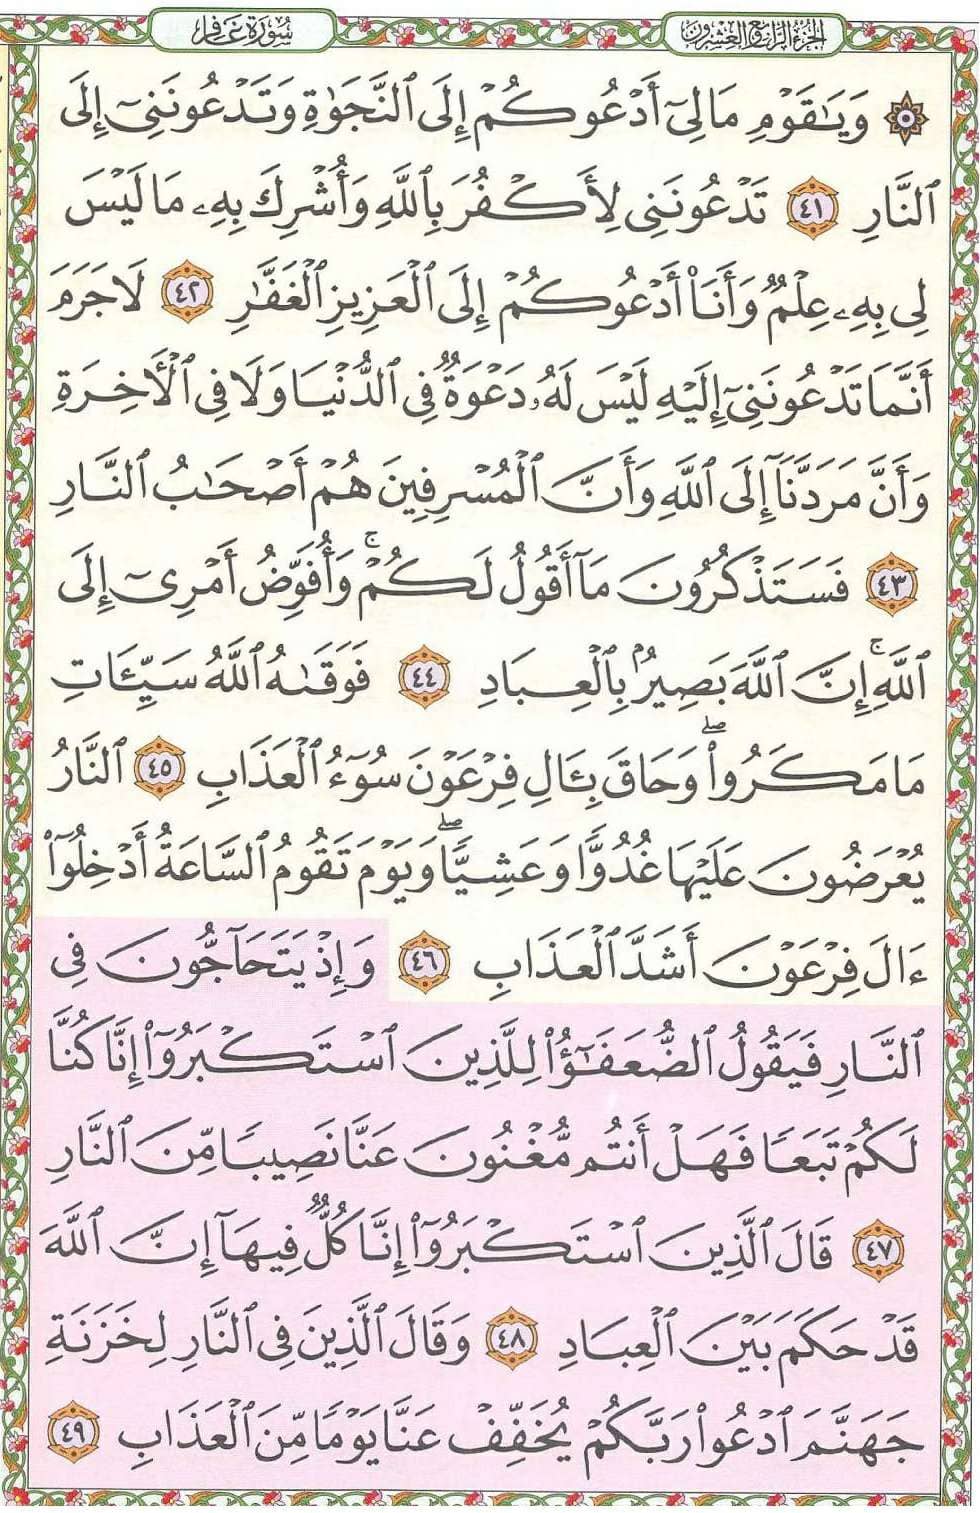 الجزء الرابع والعشرون
سورة غافر
۞ وَيَٰقَوْمِ مَا لِىٓ أَدْعُوكُمْ إِلَى ٱلنَّجَوٰةِ وَتَدْعُونَنِىٓ إِلَى
ٱلنَّارِ ٤١ تَدْعُونَنِى لِأَكْفُرَ بِٱللَّهِ وَأُشْرِكَ بِهِۦ مَا لَيْسَ
لِى بِهِۦ عِلْمٌ وَأَنَا۠ أَدْعُوكُمْ إِلَى ٱلْعَزِيزِ ٱلْغَفَّٰرِ ٤٢ لَا جَرَمَ
أَنَّمَا تَدْعُونَنِىٓ إِلَيْهِ لَيْسَ لَهُۥ دَعْوَةٌ فِى ٱلدُّنْيَا وَلَا فِى ٱلْأَخِرَةِ
وَأَنَّ مَرَدَّنَآ إِلَى ٱللَّهِ وَأَنَّ ٱلْمُسْرِفِينَ هُمْ أَصْحَٰبُ ٱلنَّارِ
٤٣ فَسَتَذْكُرُونَ مَآ أَقُولُ لَكُمْ ۚ وَأُفَوِّضُ أَمْرِىٓ إِلَى
ٱللَّهِ ۚ إِنَّ ٱللَّهَ بَصِيرٌۢ بِٱلْعِبَادِ ٤٤ فَوَقَىٰهُ ٱللَّهُ سَيِّـَٔاتِ
مَا مَكَرُوا۟ ۖ وَحَاقَ بِـَٔالِ فِرْعَوْنَ سُوٓءُ ٱلْعَذَابِ ٤٥ ٱلنَّارُ
يُعْرَضُونَ عَلَيْهَا غُدُوًّا وَعَشِيًّا ۖ وَيَوْمَ تَقُومُ ٱلسَّاعَةُ أَدْخِلُوٓا۟
ءَالَ فِرْعَوْنَ أَشَدَّ ٱلْعَذَابِ ٤٦ وَإِذْ يَتَحَآجُّونَ فِى
ٱلنَّارِ فَيَقُولُ ٱلضُّعَفَٰٓؤُا۟ لِلَّذِينَ ٱسْتَكْبَرُوٓا۟ إِنَّا كُنَّا
لَكُمْ تَبَعًا فَهَلْ أَنتُم مُّغْنُونَ عَنَّا نَصِيبًا مِّنَ ٱلنَّارِ
٤٧ قَالَ ٱلَّذِينَ ٱسْتَكْبَرُوٓا۟ إِنَّا كُلٌّ فِيهَآ إِنَّ ٱللَّهَ
قَدْ حَكَمَ بَيْنَ ٱلْعِبَادِ ٤٨ وَقَالَ ٱلَّذِينَ فِى ٱلنَّارِ لِخَزَنَةِ
جَهَنَّمَ ٱدْعُوا۟ رَبَّكُمْ يُخَفِّفْ عَنَّا يَوْمًا مِّنَ ٱلْعَذَابِ ٤٩